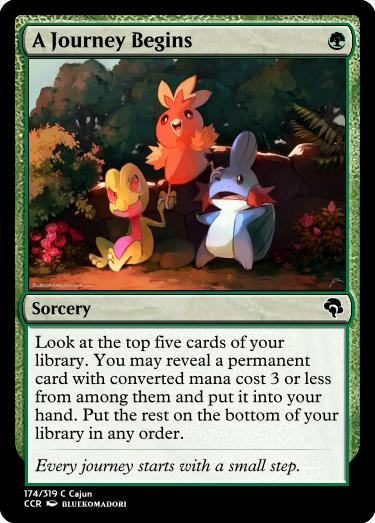 A Journey Begins
Sorcery
Look at the top five cards of your
library. You may reveal a permanent
card with converted mana cost 3 or less
from among them and put it into your
hand. Put the rest on the bottom of your
library in any order.
Every journey starts with a small step.
174/319 C Cajun
CCR BLUEKOMADORI